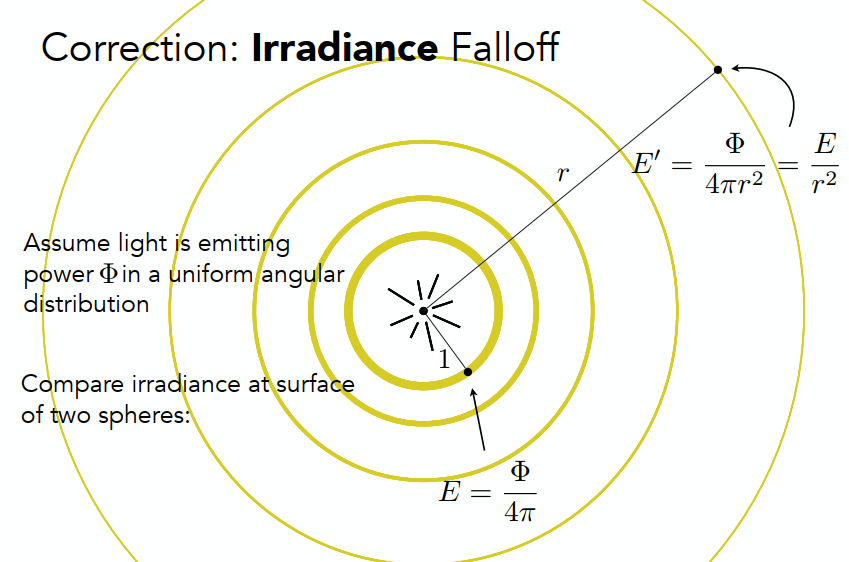 Correction: Irradiance Falloff
E′ = Φ/4πr² = E/r²
r
Assume light is emitting
power Φ in a uniform angular
distribution
1
Compare irradiance at surface
of two spheres:
E = Φ/4π